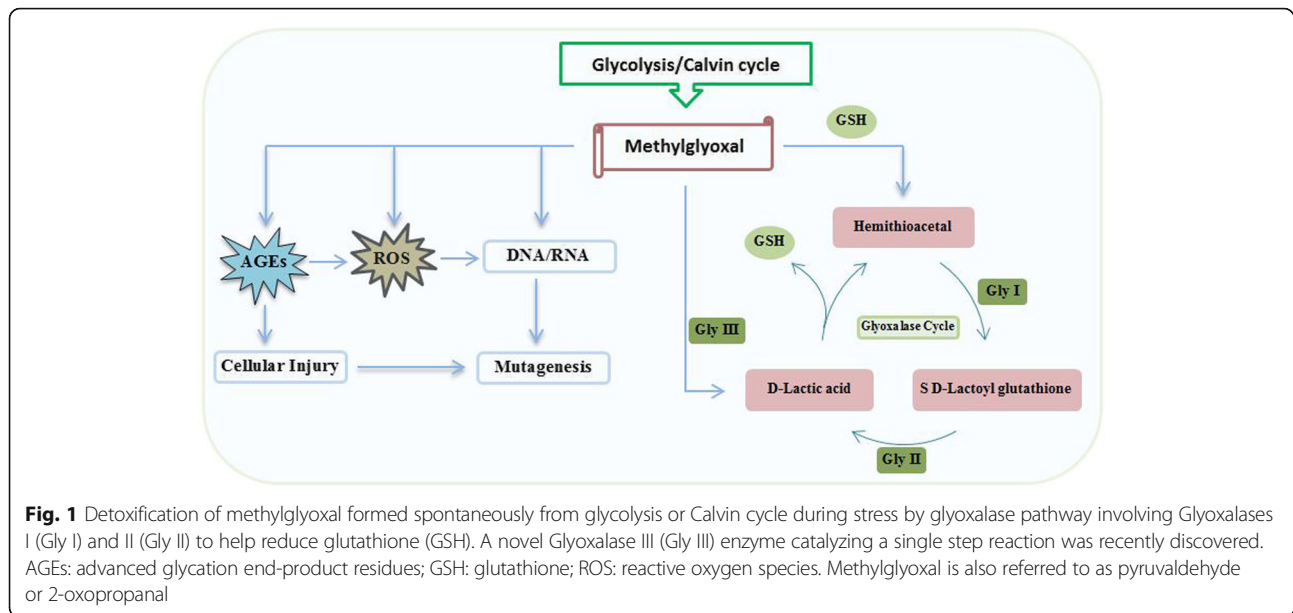 Glycolysis/Calvin cycle
Methylglyoxal
GSH
Hemithioacetal
AGEs
ROS
DNA/RNA
GSH
Gly I
Gly III
Glyoxalase Cycle
Cellular Injury
Mutagenesis
D-Lactic acid
S D-Lactoyl glutathione
Gly II
Fig. 1 Detoxification of methylglyoxal formed spontaneously from glycolysis or Calvin cycle during stress by glyoxalase pathway involving Glyoxalases
I (Gly I) and II (Gly II) to help reduce glutathione (GSH). A novel Glyoxalase III (Gly III) enzyme catalyzing a single step reaction was recently discovered.
AGEs: advanced glycation end-product residues; GSH: glutathione; ROS: reactive oxygen species. Methylglyoxal is also referred to as pyruvaldehyde
or 2-oxopropanal